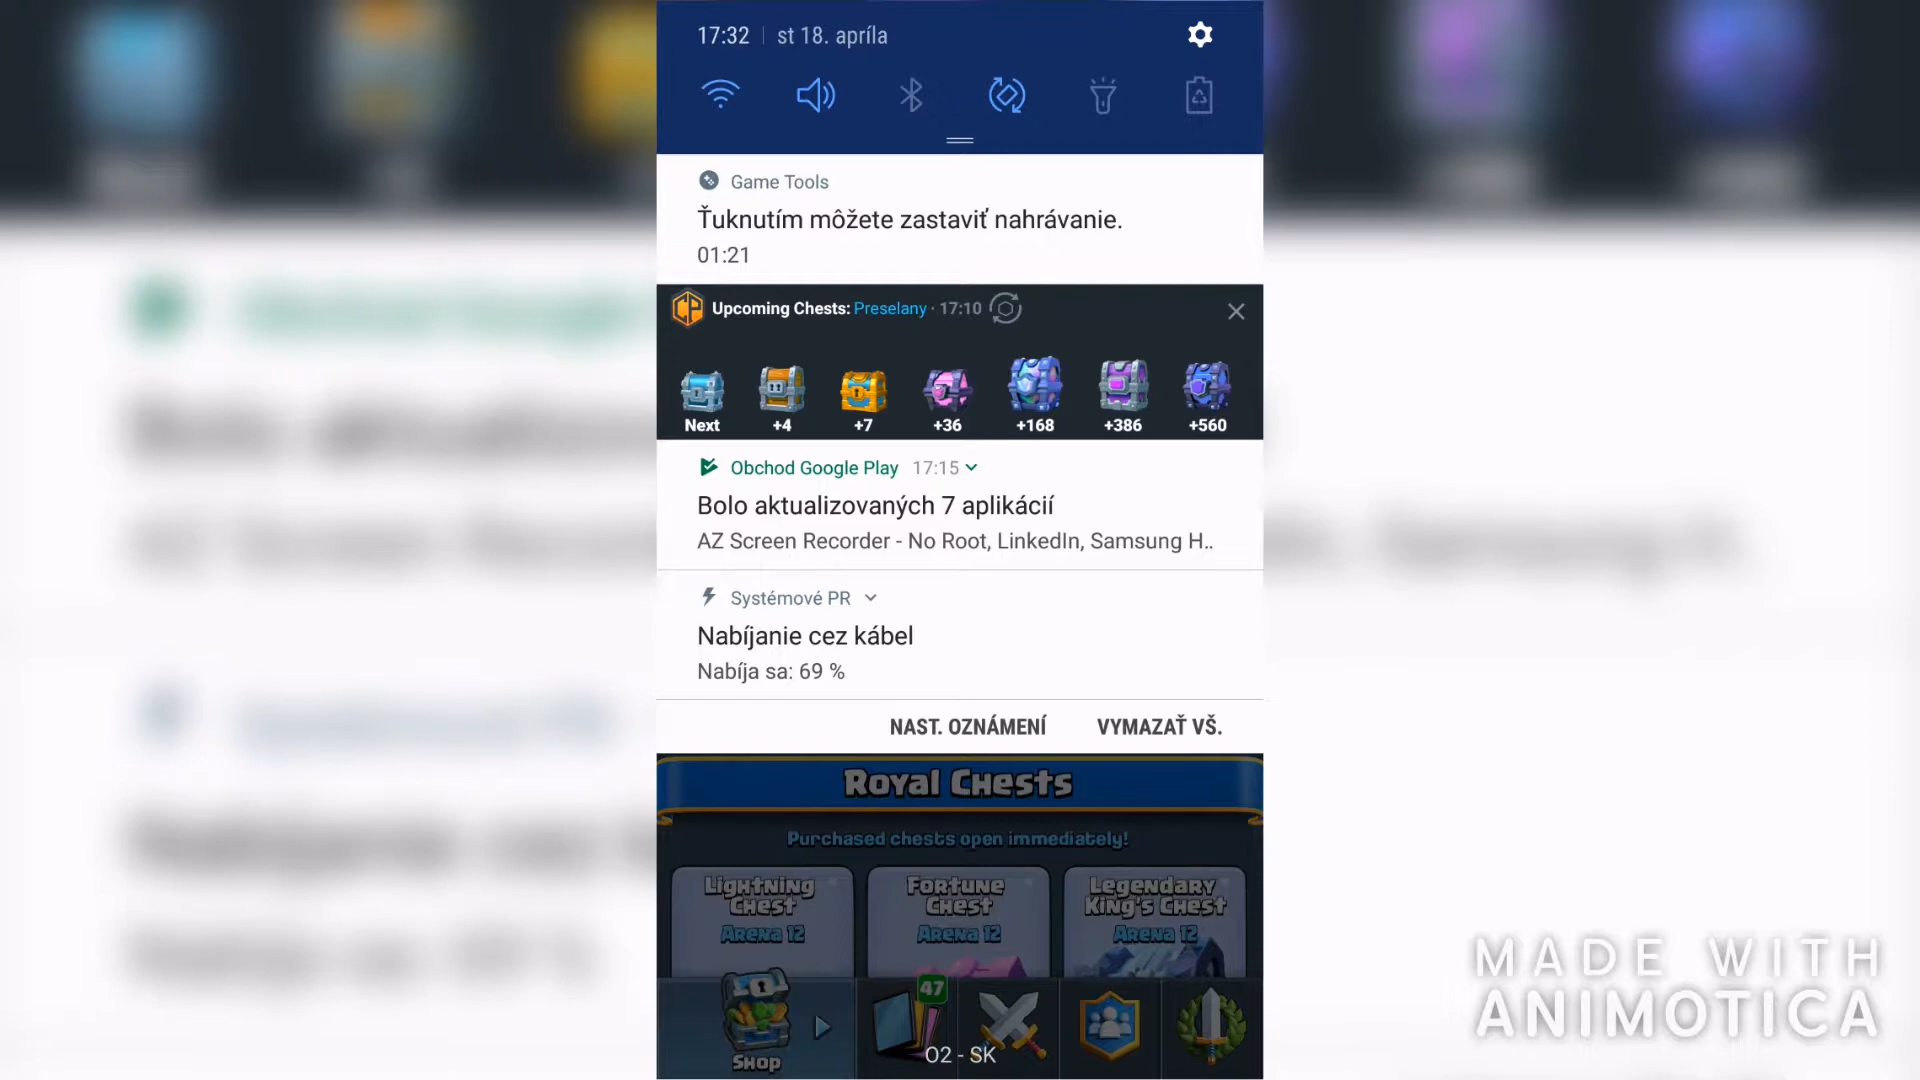 17:32 st 18. apríla
Game Tools
Ťuknutím môžete zastaviť nahrávanie.
01:21
Upcoming Chests: Preselany · 17:10
Next +4 +7 +36 +168 +386 +560
Obchod Google Play 17:15
Bolo aktualizovaných 7 aplikácií
AZ Screen Recorder - No Root, LinkedIn, Samsung H..
Systémové PR
Nabíjanie cez kábel
Nabíja sa: 69 %
NAST. OZNÁMENÍ VYMAZAŤ VŠ.
Royal Chests
Purchased chests open immediately!
Lightning Chest
Arena 12
Fortune Chest
Arena 12
Legendary King's Chest
Arena 12
47
Shop
O2 - SK
MADE WITH
ANIMOTICA